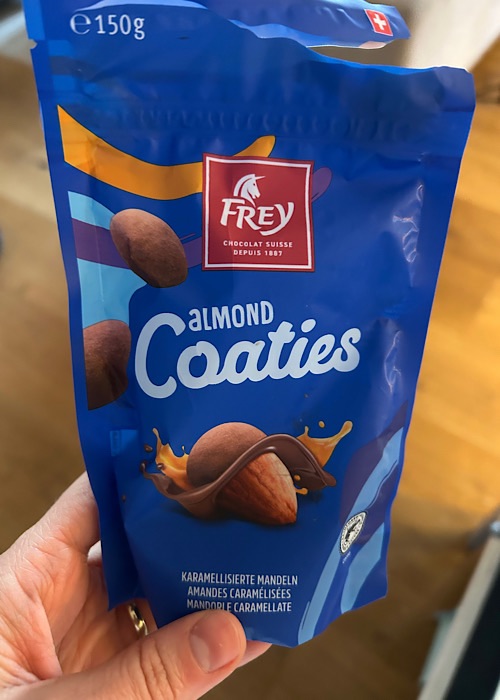 ℮150g
FREY
CHOCOLAT SUISSE
DEPUIS 1887
aLMOND
Coaties
KARAMELLISIERTE MANDELN
AMANDES CARAMÉLISÉES
MANDORLE CARAMELLATE